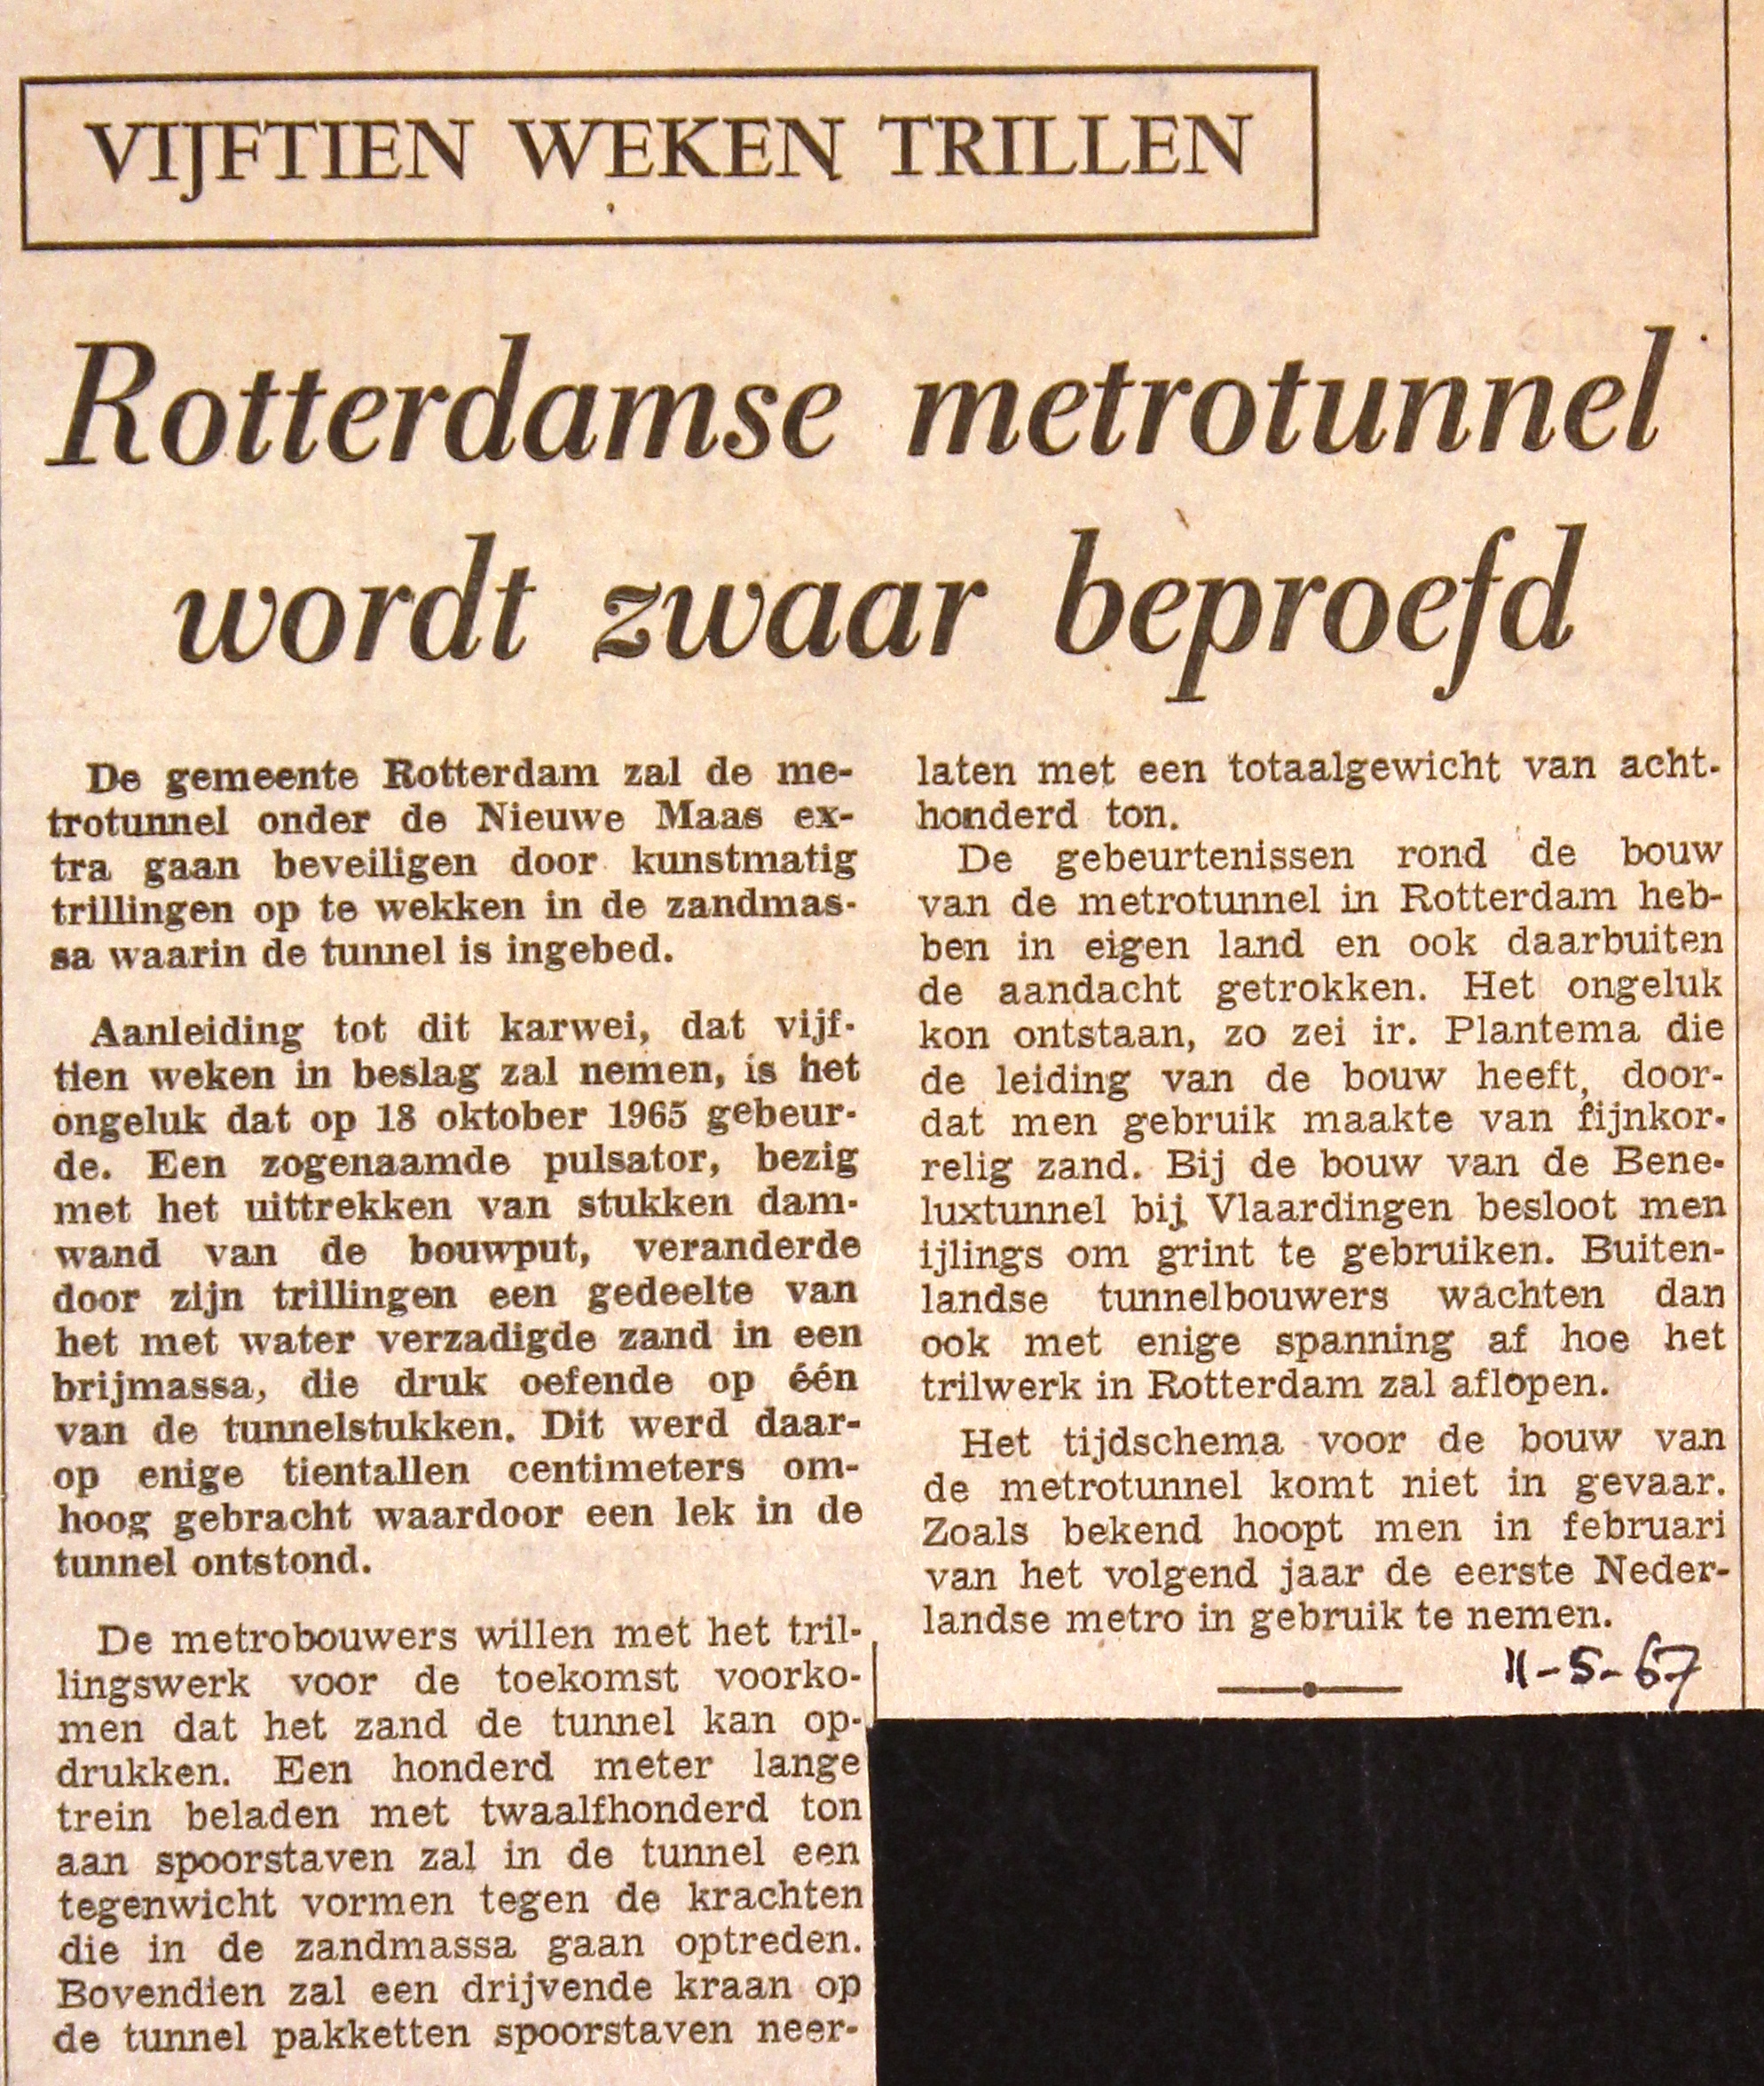 VIJFTIEN WEKEN TRILLEN
Rotterdamse metrotunnel
wordt zwaar beproefd
De gemeente Rotterdam zal de me-
trotunnel onder de Nieuwe Maas ex-
tra gaan beveiligen door kunstmatig
trillingen op te wekken in de zandmas-
sa waarin de tunnel is ingebed.
Aanleiding tot dit karwei, dat vijf-
tien weken in beslag zal nemen, is het
ongeluk dat op 18 oktober 1965 gebeur-
de. Een zogenaamde pulsator, bezig
met het uittrekken van stukken dam-
wand van de bouwput, veranderde
door zijn trillingen een gedeelte van
het met water verzadigde zand in een
brijmassa, die druk oefende op één
van de tunnelstukken. Dit werd daar-
op enige tientallen centimeters om-
hoog gebracht waardoor een lek in de
tunnel ontstond.
De metrobouwers willen met het tril-
lingswerk voor de toekomst voorko-
men dat het zand de tunnel kan op-
drukken. Een honderd meter lange
trein beladen met twaalfhonderd ton
aan spoorstaven zal in de tunnel een
tegenwicht vormen tegen de krachten
die in de zandmassa gaan optreden.
Bovendien zal een drijvende kraan op
de tunnel pakketten spoorstaven neer-
laten met een totaalgewicht van acht-
honderd ton.
De gebeurtenissen rond de bouw
van de metrotunnel in Rotterdam heb-
ben in eigen land en ook daarbuiten
de aandacht getrokken. Het ongeluk
kon ontstaan, zo zei ir. Plantema die
de leiding van de bouw heeft, door-
dat men gebruik maakte van fijnkor-
relig zand. Bij de bouw van de Bene-
luxtunnel bij Vlaardingen besloot men
ijlings om grint te gebruiken. Buiten-
landse tunnelbouwers wachten dan
ook met enige spanning af hoe het
trilwerk in Rotterdam zal aflopen.
Het tijdschema voor de bouw van
de metrotunnel komt niet in gevaar.
Zoals bekend hoopt men in februari
van het volgend jaar de eerste Neder-
landse metro in gebruik te nemen.
11-5-67